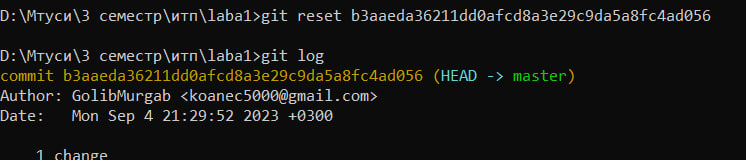 D:\Мтуси\3 семестр\итп\laba1>git reset b3aaeda36211dd0afcd8a3e29c9da5a8fc4ad056
D:\Мтуси\3 семестр\итп\laba1>git log
commit b3aaeda36211dd0afcd8a3e29c9da5a8fc4ad056 (HEAD -> master)
Author: GolibMurgab <koanec5000@gmail.com>
Date:   Mon Sep 4 21:29:52 2023 +0300
1 change